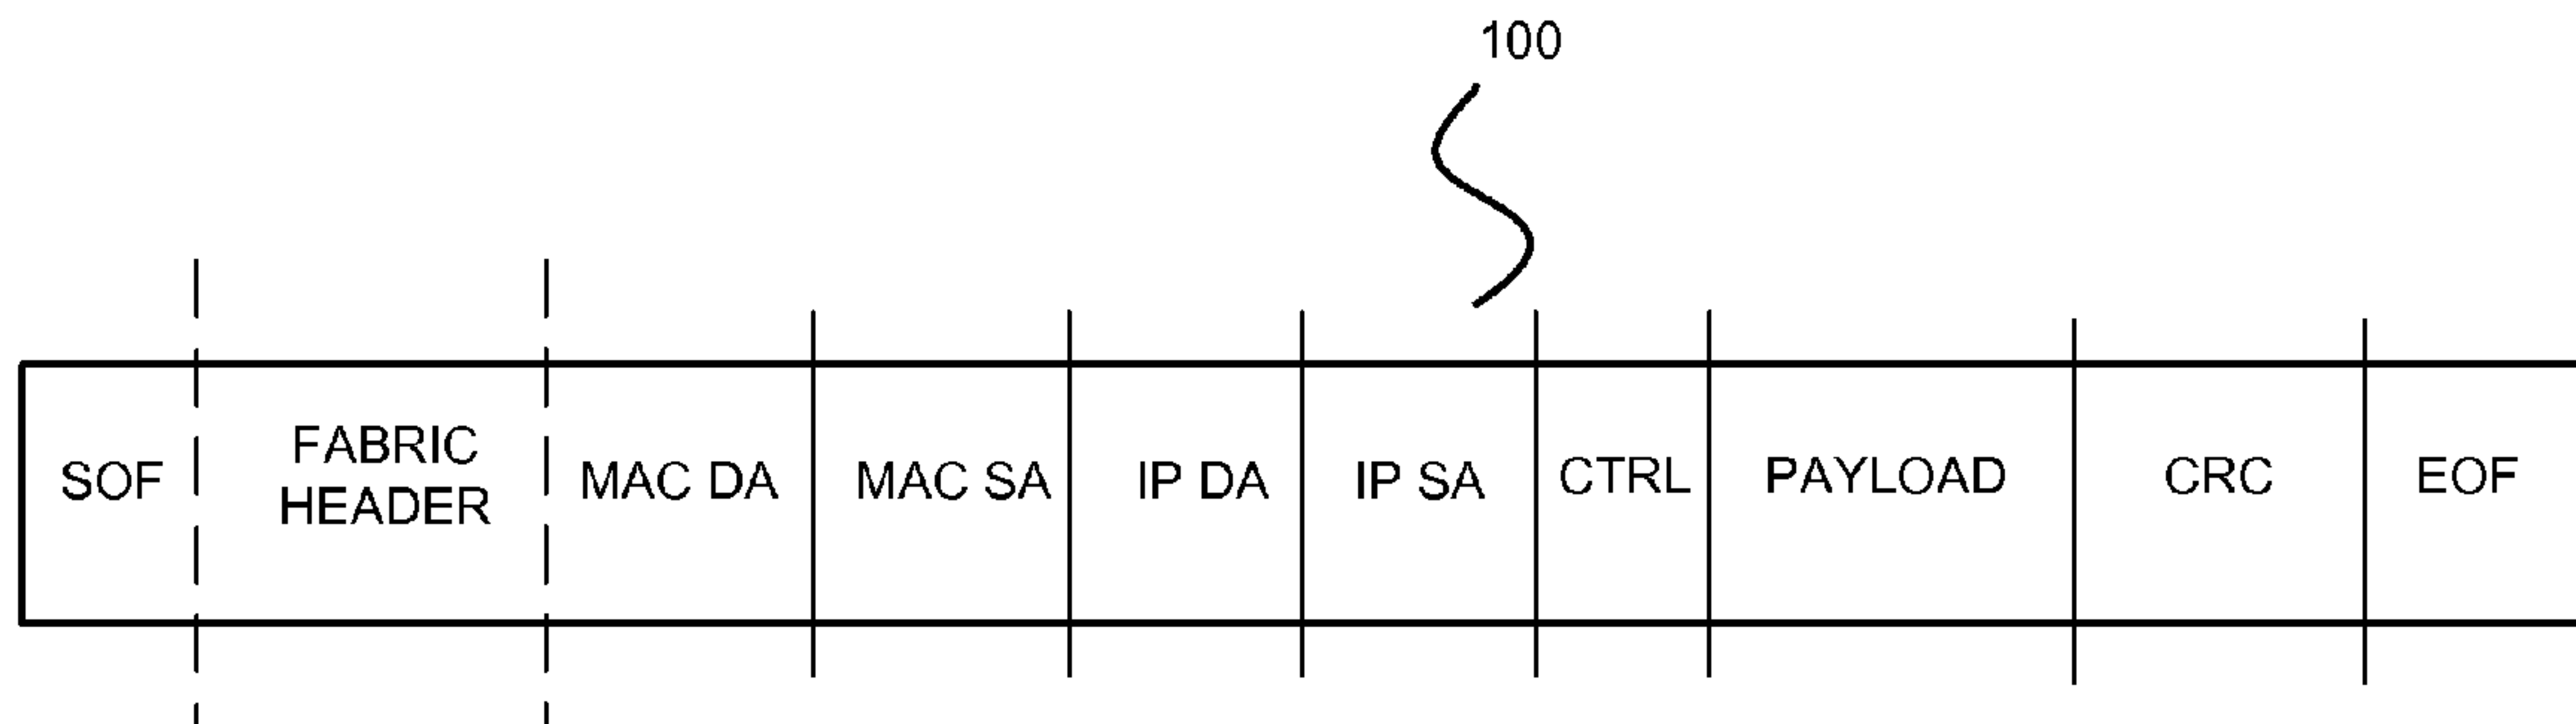 100
SOF
FABRIC
HEADER
MAC DA
MAC SA
IP DA
IP SA
CTRL
PAYLOAD
CRC
EOF